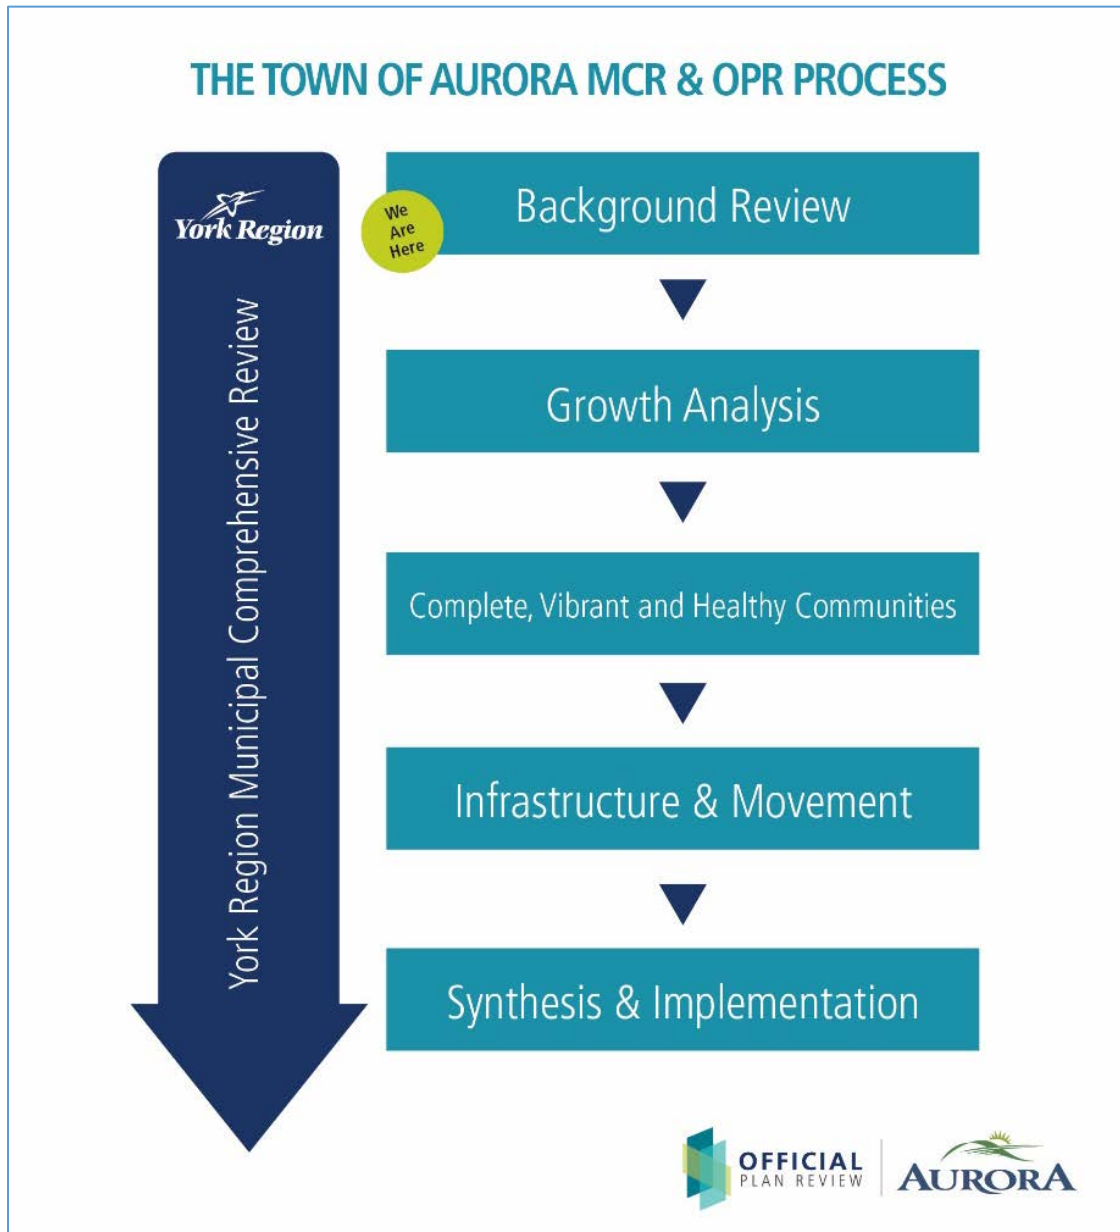 THE TOWN OF AURORA MCR & OPR PROCESS
York Region
York Region Municipal Comprehensive Review
We
Are
Here
Background Review
Growth Analysis
Complete, Vibrant and Healthy Communities
Infrastructure & Movement
Synthesis & Implementation
OFFICIAL
PLAN REVIEW
AURORA